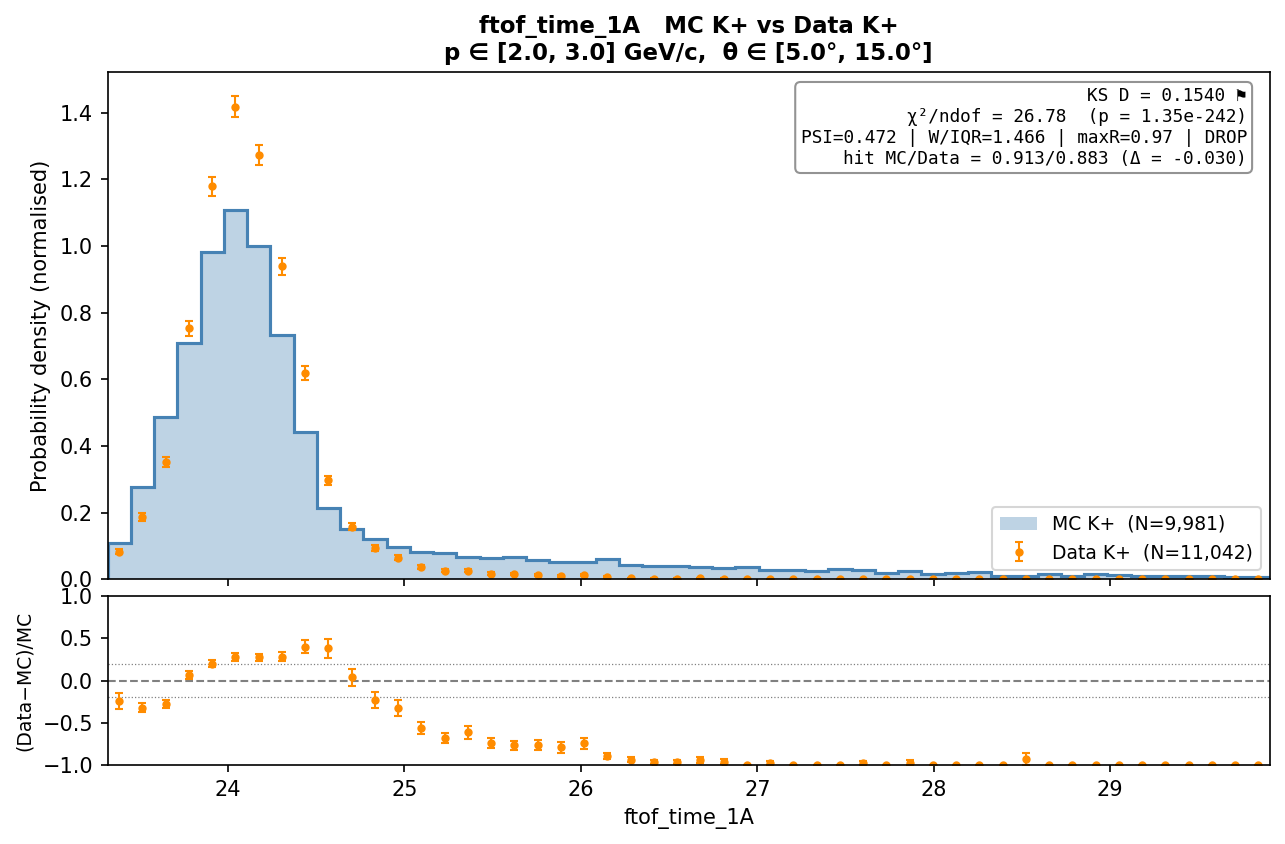 ftof_time_1A   MC K+ vs Data K+
p ∈ [2.0, 3.0] GeV/c,  θ ∈ [5.0°, 15.0°]
KS D = 0.1540 ⚑
χ²/ndof = 26.78  (p = 1.35e-242)
PSI=0.472 | W/IQR=1.466 | maxR=0.97 | DROP
hit MC/Data = 0.913/0.883 (Δ = -0.030)
Probability density (normalised)
1.4
1.2
1.0
0.8
0.6
0.4
0.2
0.0
MC K+  (N=9,981)
Data K+  (N=11,042)
(Data−MC)/MC
1.0
0.5
0.0
−0.5
−1.0
24 25 26 27 28 29
ftof_time_1A